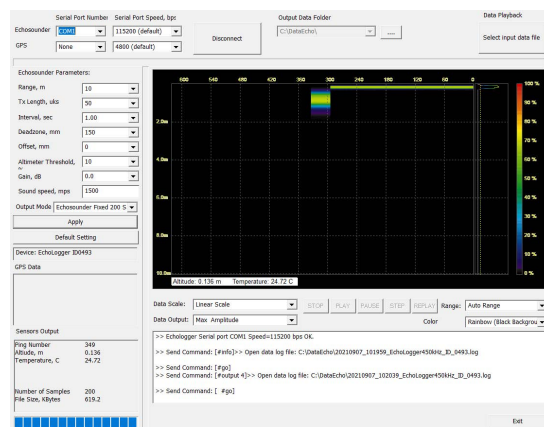 Serial Port Number Serial Port Speed, bps
Output Data Folder
Data Playback
Echosounder COM1 115200 (default)
Disconnect
C:\DataEcho\
....
Select input data file
GPS None 4800 (default)
Echosounder Parameters:
Range, m 10
Tx Length, uks 50
Interval, sec 1.00
Deadzone, mm 150
Offset, mm 0
Altimeter Threshold, % 10
Gain, dB 0.0
Sound speed, mps 1500
Output Mode Echosounder Fixed 200 S
Apply
Default Setting
Device: EchoLogger ID0493
GPS Data
Sensors Output
Ping Number 349
Altiude, m 0.136
Temperature, C 24.72
Number of Samples 200
File Size, KBytes 619.2
600 540 480 420 360 300 240 180 120 60 0
2.0m
4.0m
6.0m
8.0m
10.0m
100 %
90 %
80 %
70 %
60 %
50 %
40 %
30 %
20 %
10 %
0 %
Altitude: 0.136 m Temperature: 24.72 C
Data Scale: Linear Scale
STOP PLAY PAUSE STEP REPLAY
Range: Auto Range
Data Output: Max Amplitude
Color Rainbow (Black Backgrou
>> Echologger Serial port COM1 Speed=115200 bps OK.
>> Send Command: [#info]>> Open data log file: C:\DataEcho\20210907_101959_EchoLogger450kHz_ID_0493.log
>> Send Command: [#go]
>> Send Command: [#output 4]>> Open data log file: C:\DataEcho\20210907_102039_EchoLogger450kHz_ID_0493.log
>> Send Command: [ #go]
Exit